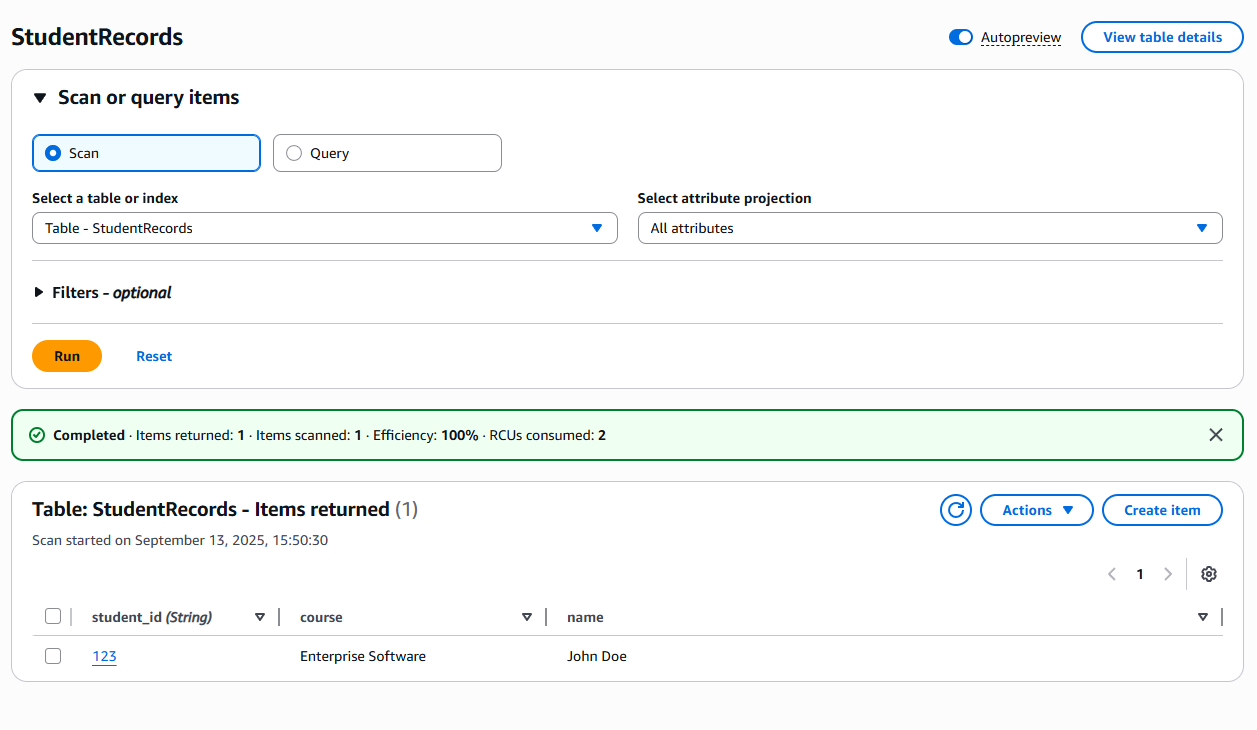 StudentRecords
Autopreview
View table details
Scan or query items
Scan
Query
Select a table or index
Select attribute projection
Table - StudentRecords
All attributes
Filters - optional
Run
Reset
Completed · Items returned: 1 · Items scanned: 1 · Efficiency: 100% · RCUs consumed: 2
Table: StudentRecords - Items returned (1)
Actions
Create item
Scan started on September 13, 2025, 15:50:30
1
student_id (String) course name
123 Enterprise Software John Doe